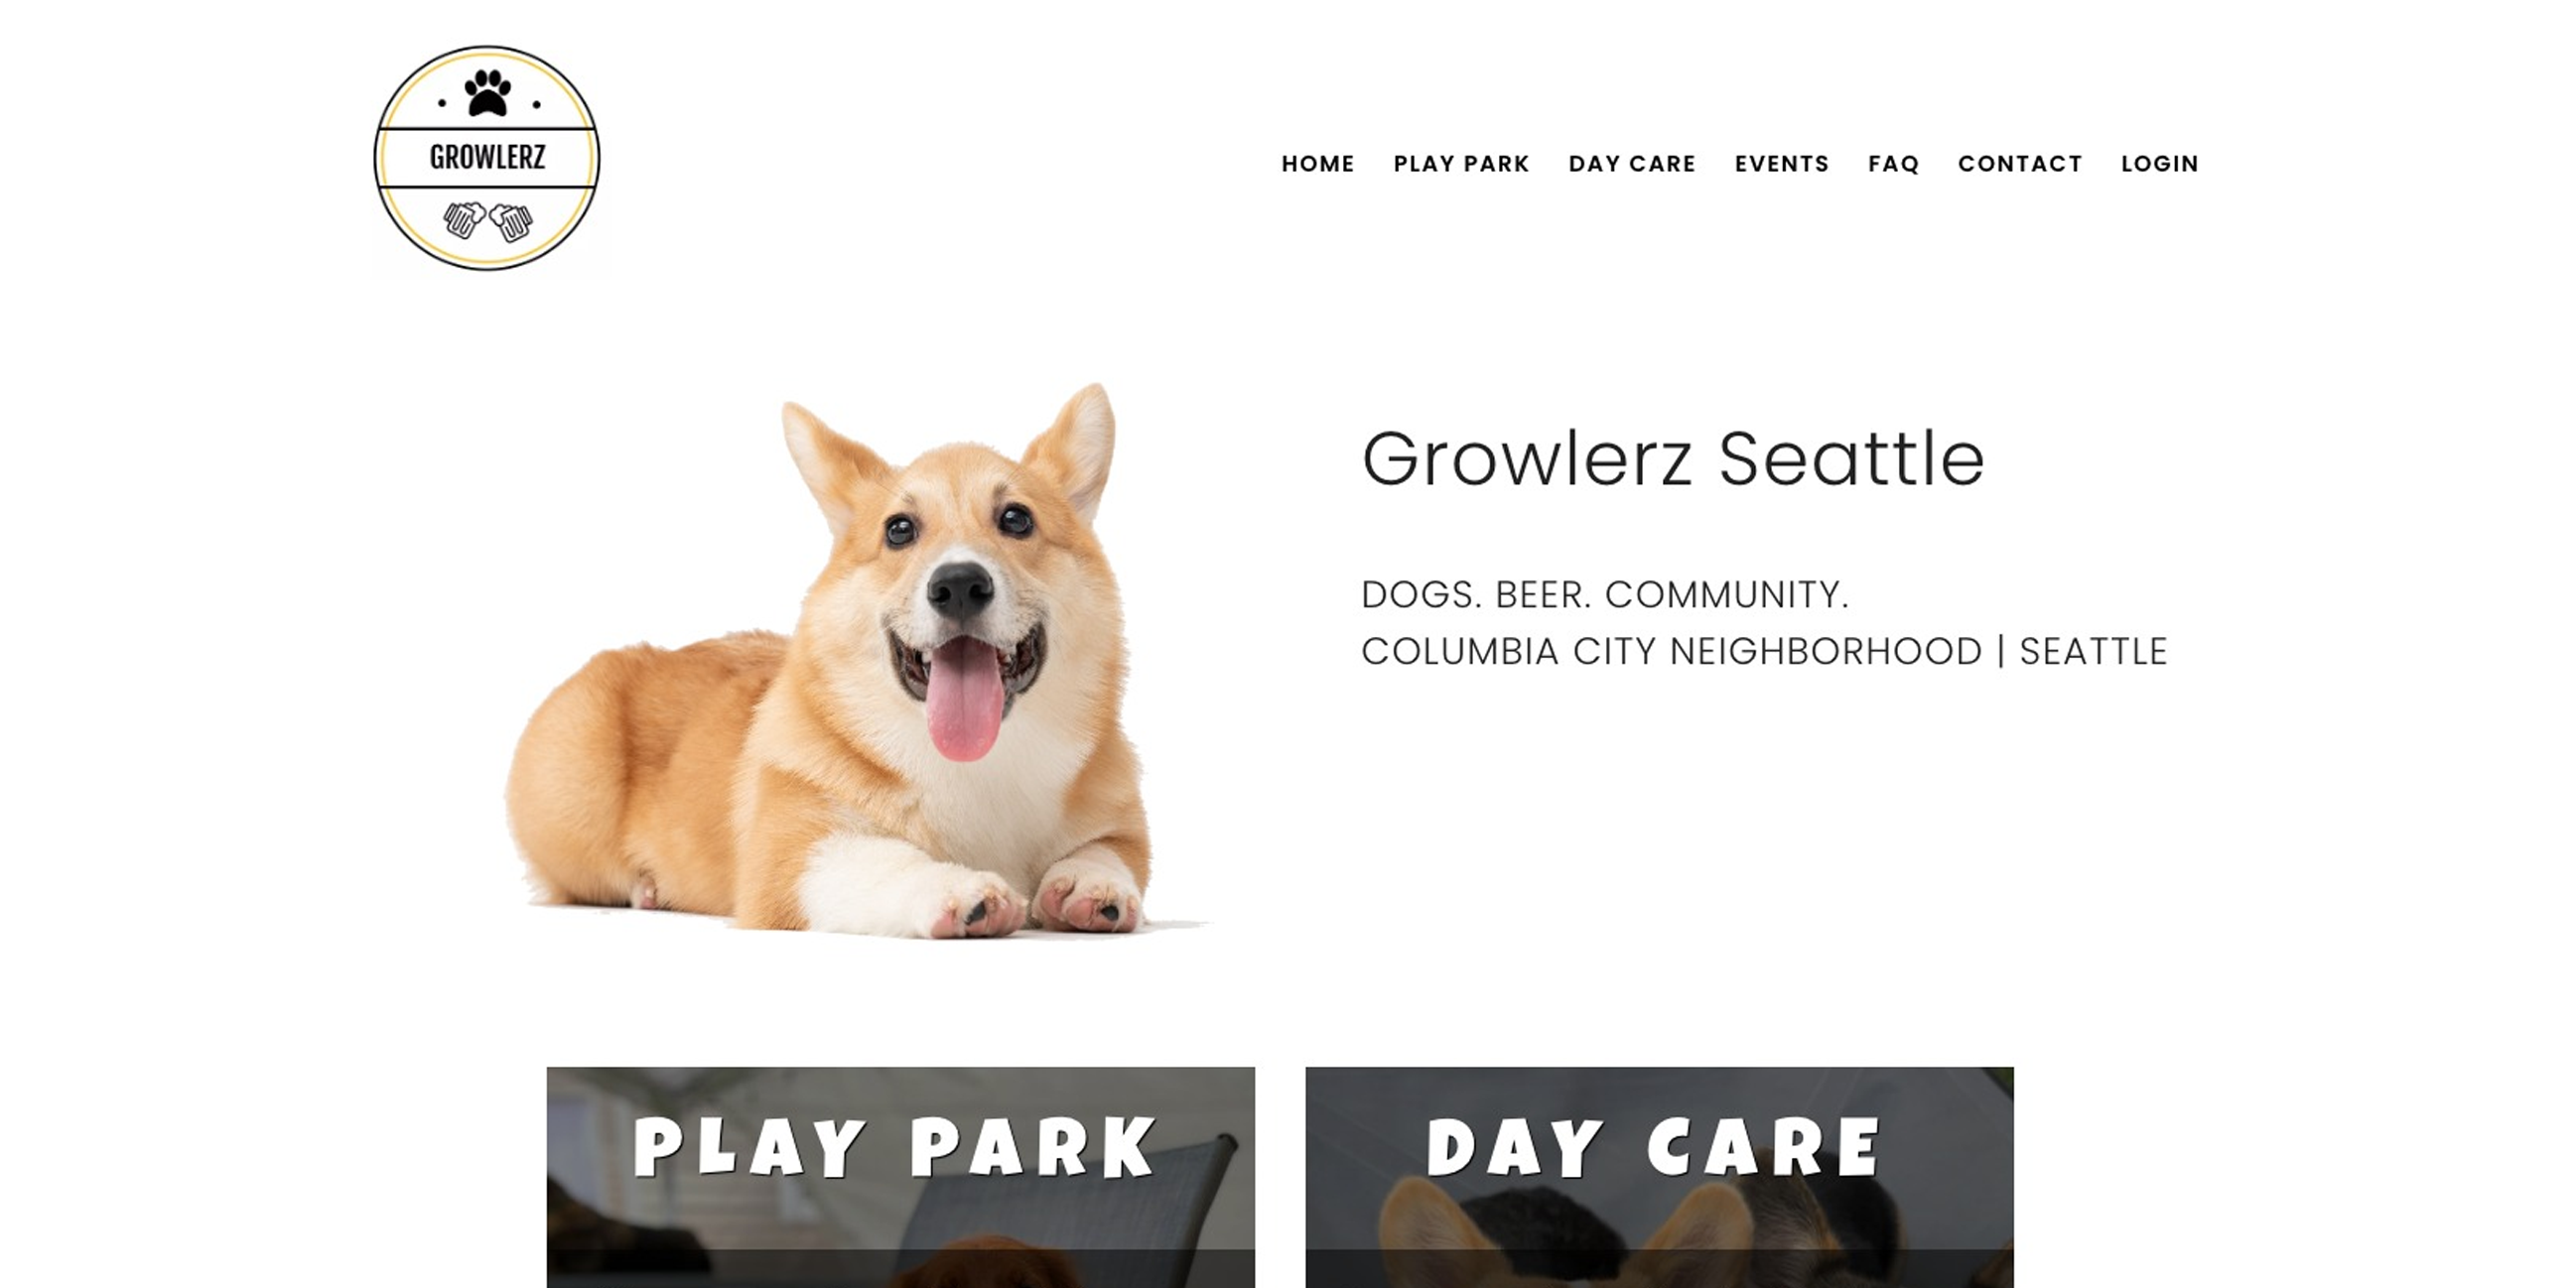 GROWLERZ
HOME PLAY PARK DAY CARE EVENTS FAQ CONTACT LOGIN
Growlerz Seattle
DOGS. BEER. COMMUNITY.
COLUMBIA CITY NEIGHBORHOOD | SEATTLE
PLAY PARK
DAY CARE